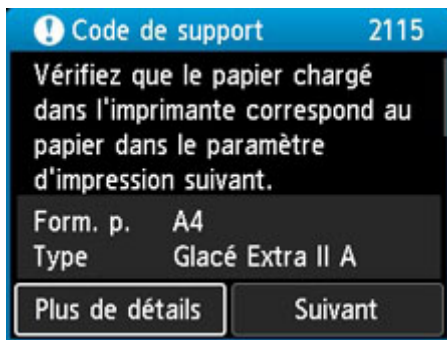 Code de support 2115
Vérifiez que le papier chargé
dans l'imprimante correspond au
papier dans le paramètre
d'impression suivant.
Form. p. A4
Type Glacé Extra II A
Plus de détails Suivant